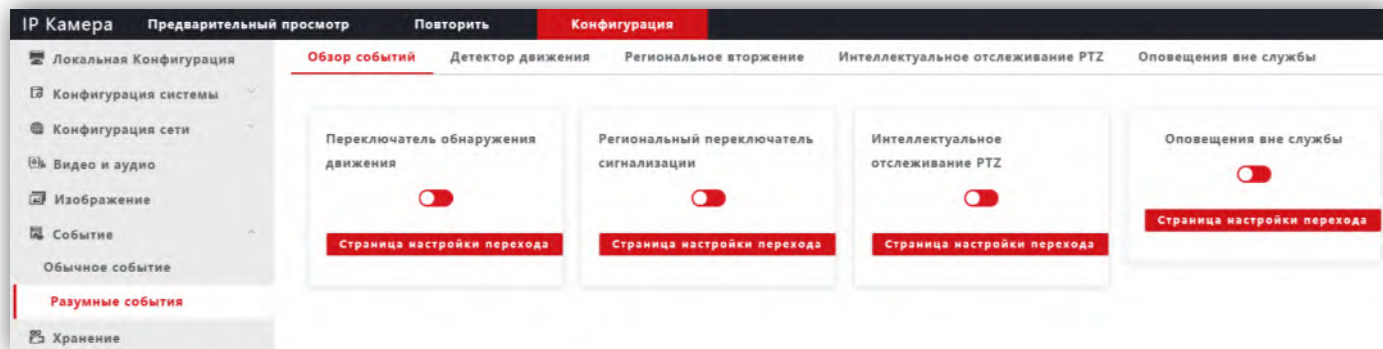 IP Камера Предварительный просмотр Повторить Конфигурация
Локальная Конфигурация
Конфигурация системы
Конфигурация сети
Видео и аудио
Изображение
Событие
Обычное событие
Разумные события
Хранение
Обзор событий Детектор движения Региональное вторжение Интеллектуальное отслеживание PTZ Оповещения вне службы
Переключатель обнаружения
движения
Страница настройки перехода
Региональный переключатель
сигнализации
Страница настройки перехода
Интеллектуальное
отслеживание PTZ
Страница настройки перехода
Оповещения вне службы
Страница настройки перехода